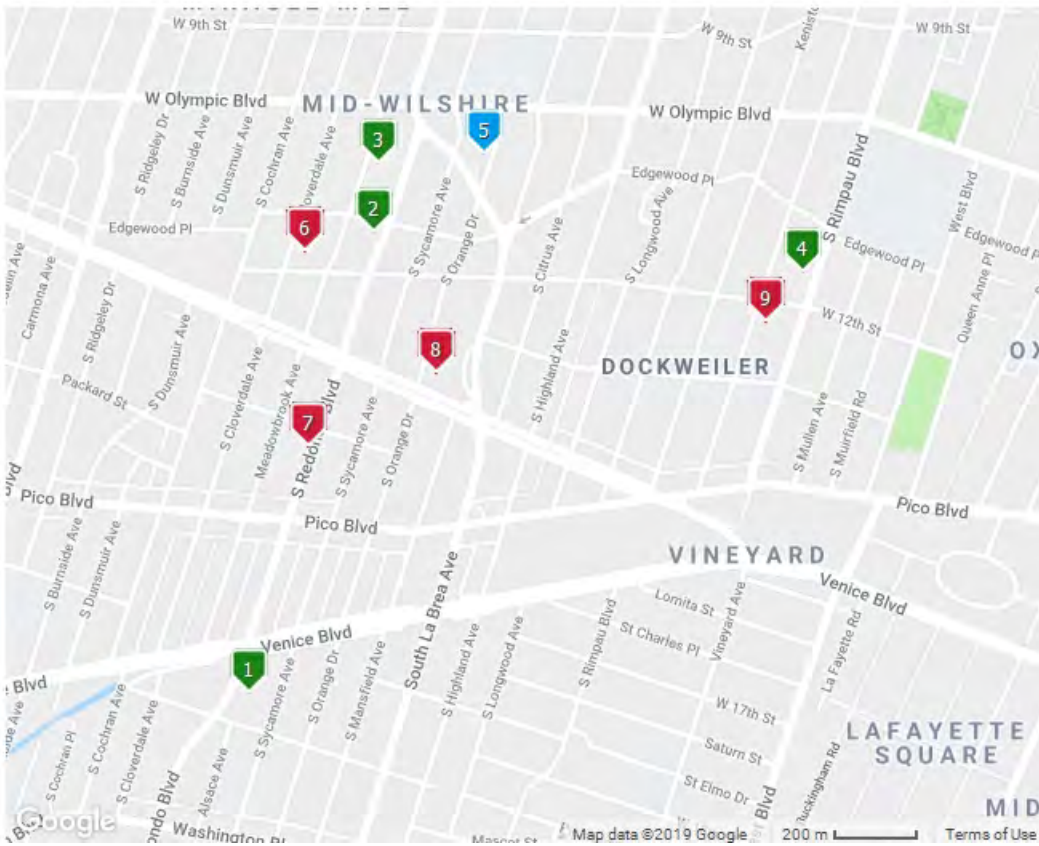 W 9th St
W 9th St
Keniston
W 9th St
W Olympic Blvd
MID-WILSHIRE
W Olympic Blvd
3
5
S Ridgeley Dr
S Burnside Ave
S Dunsmuir Ave
S Cochran Ave
Cloverdale Ave
2
6
Edgewood Pl
S Sycamore Ave
S Orange Dr
S Citrus Ave
Edgewood Pl
S Longwood Ave
S Rimpau Blvd
4
West Blvd
Edgewood Pl
Edgewood P
Queen Anne Pl
9
W 12th St
Carmona Ave
S Ridgeley Dr
S Dunsmuir Ave
Packard St
8
S Highland Ave
DOCKWEILER
S Cloverdale Ave
Meadowbrook Ave
7
S Sycamore Ave
S Orange Dr
S Mullen Ave
S Muirfield Rd
Blvd
Pico Blvd
Pico Blvd
Pico Blvd
S Burnside Ave
S Dunsmuir Ave
VINEYARD
South La Brea Ave
Venice Blvd
Venice Blvd
Lomita St
St Charles Pl
Vineyard Ave
La Fayette Rd
1
S Sycamore Ave
S Orange Dr
S Mansfield Ave
S Highland Ave
S Longwood Ave
S Rimpau Blvd
Blvd
S Cochran Pl
S Cochran Ave
S Cloverdale Ave
Alsace Ave
W 17th St
Saturn St
St Elmo Dr
LAFAYETTE
SQUARE
Buckingham Rd
MID
Google
Washington Pl
Mascot St
Map data ©2019 Google
200 m
Terms of Use